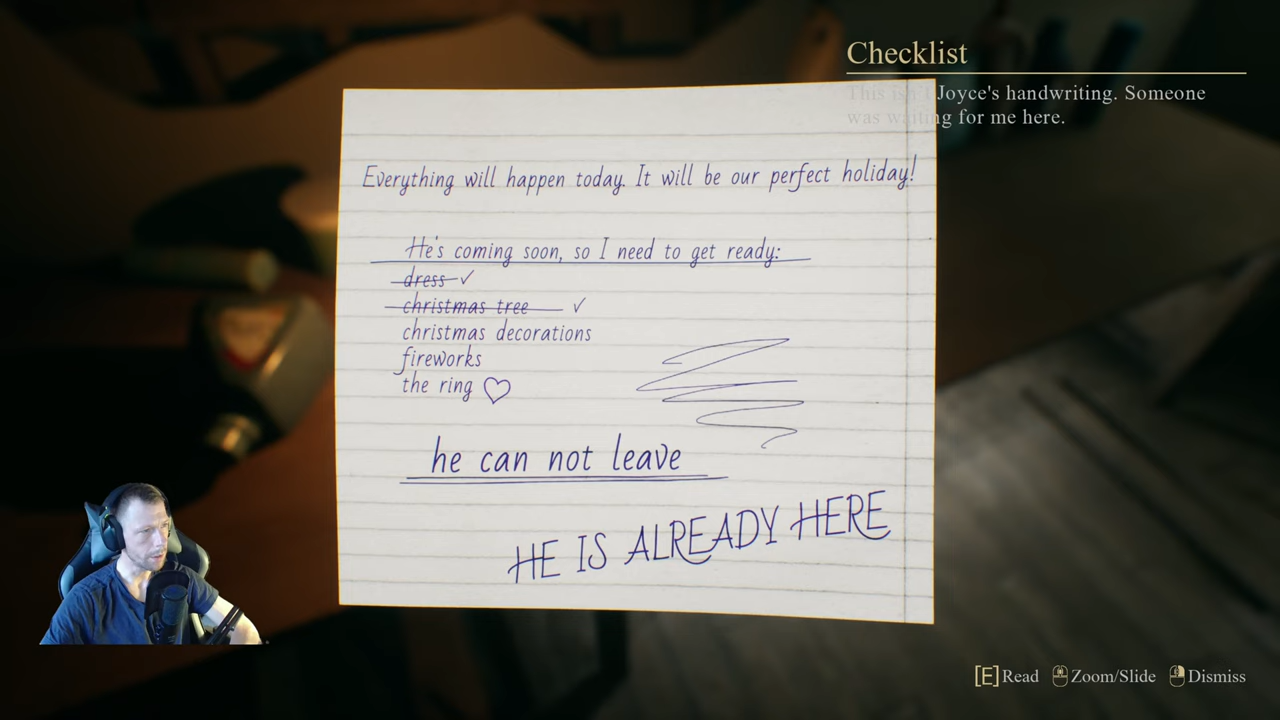 Checklist
This isn't Joyce's handwriting. Someone
was waiting for me here.
Everything will happen today. It will be our perfect holiday!
He's coming soon, so I need to get ready:
dress ✓
christmas tree ✓
christmas decorations
fireworks
the ring ♡
he can not leave
HE IS ALREADY HERE
[E]Read Zoom/Slide Dismiss